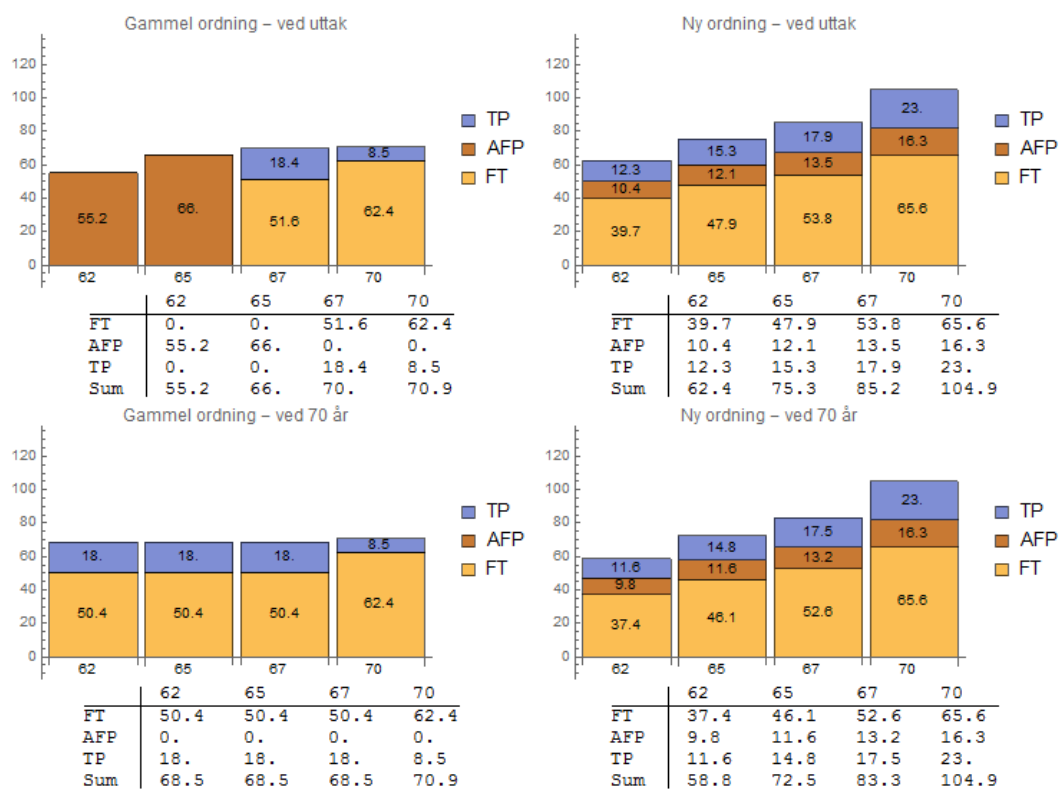 Gammel ordning – ved uttak
120
100
80
60
40
20
0
55.2
66.
18.4
51.6
8.5
62.4
62 65 67 70
TP
AFP
FT
62 65 67 70
FT 0. 0. 51.6 62.4
AFP 55.2 66. 0. 0.
TP 0. 0. 18.4 8.5
Sum 55.2 66. 70. 70.9
Ny ordning – ved uttak
120
100
80
60
40
20
0
12.3
10.4
39.7
15.3
12.1
47.9
17.9
13.5
53.8
23.
16.3
65.6
62 65 67 70
TP
AFP
FT
62 65 67 70
FT 39.7 47.9 53.8 65.6
AFP 10.4 12.1 13.5 16.3
TP 12.3 15.3 17.9 23.
Sum 62.4 75.3 85.2 104.9
Gammel ordning – ved 70 år
120
100
80
60
40
20
0
18.
50.4
18.
50.4
18.
50.4
8.5
62.4
62 65 67 70
TP
AFP
FT
62 65 67 70
FT 50.4 50.4 50.4 62.4
AFP 0. 0. 0. 0.
TP 18. 18. 18. 8.5
Sum 68.5 68.5 68.5 70.9
Ny ordning – ved 70 år
120
100
80
60
40
20
0
11.6
9.8
37.4
14.8
11.6
46.1
17.5
13.2
52.6
23.
16.3
65.6
62 65 67 70
TP
AFP
FT
62 65 67 70
FT 37.4 46.1 52.6 65.6
AFP 9.8 11.6 13.2 16.3
TP 11.6 14.8 17.5 23.
Sum 58.8 72.5 83.3 104.9